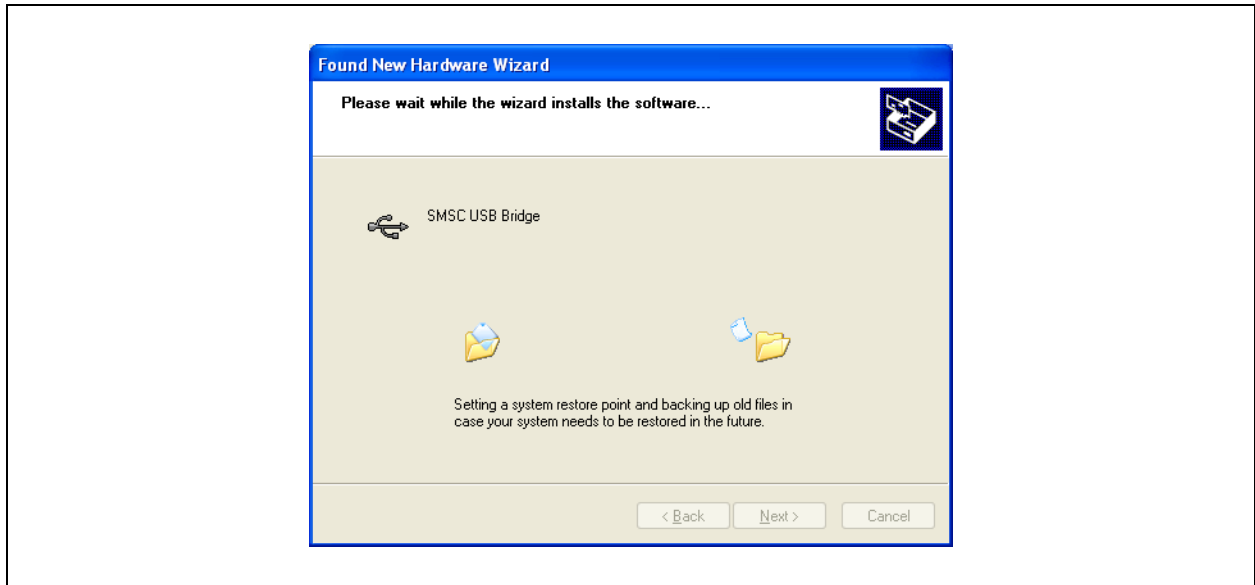 Found New Hardware Wizard
Please wait while the wizard installs the software...
SMSC USB Bridge
Setting a system restore point and backing up old files in
case your system needs to be restored in the future.
< Back
Next >
Cancel